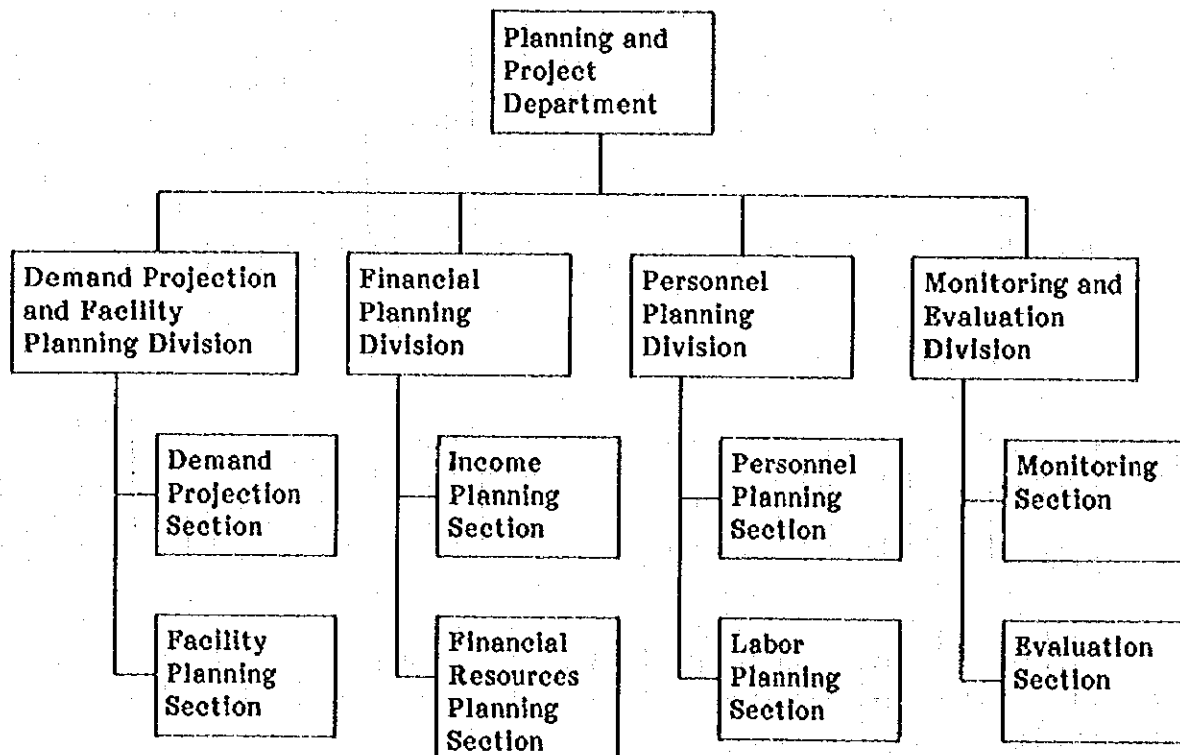 Planning and
Project
Department
Demand Projection
and Facility
Planning Division
Financial
Planning
Division
Personnel
Planning
Division
Monitoring and
Evaluation
Division
Demand
Projection
Section
Income
Planning
Section
Personnel
Planning
Section
Monitoring
Section
Facility
Planning
Section
Financial
Resources
Planning
Section
Labor
Planning
Section
Evaluation
Section